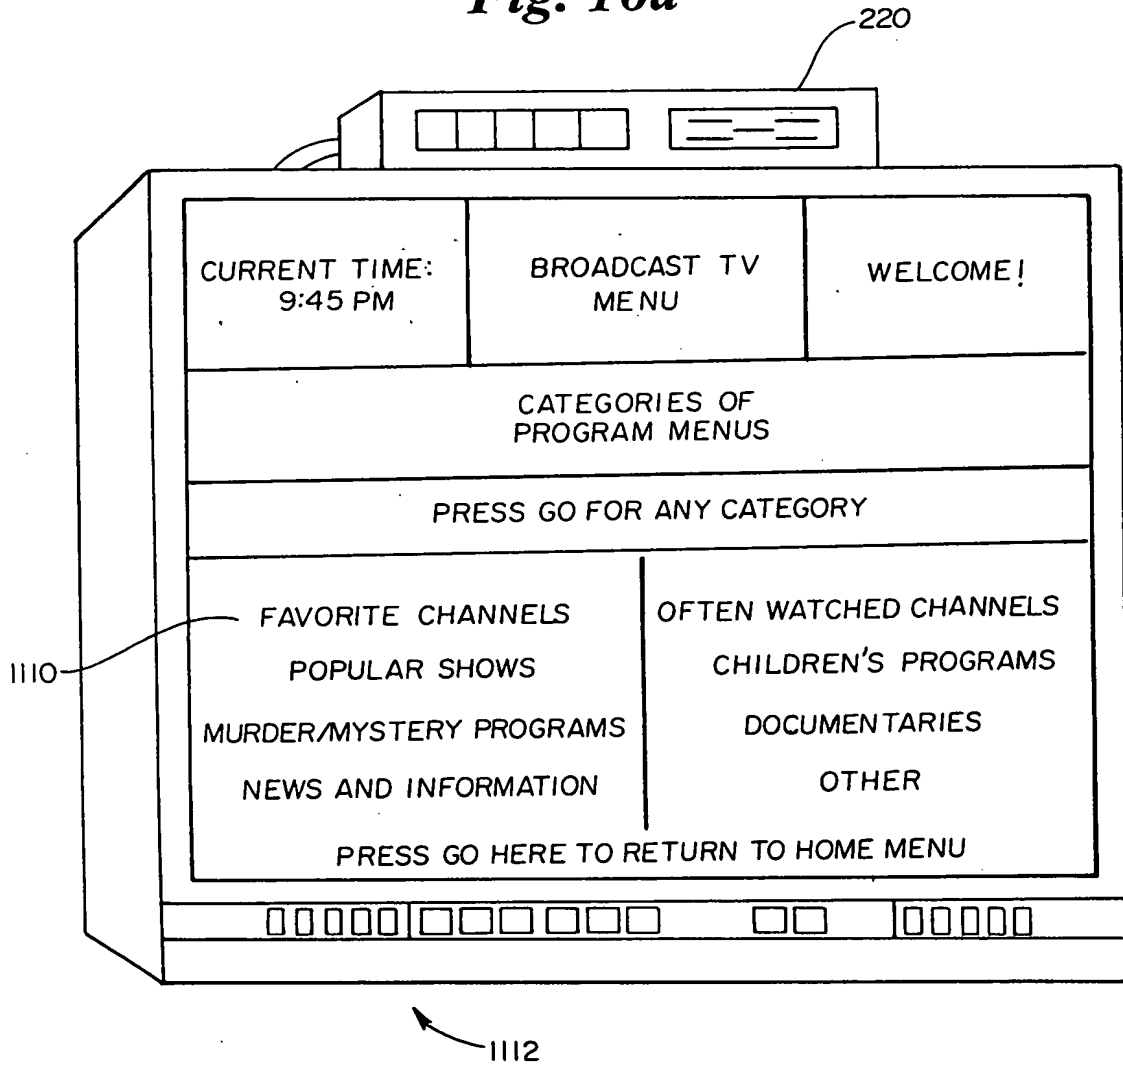 220
CURRENT TIME:
9:45 PM
BROADCAST TV
MENU
WELCOME!
CATEGORIES OF
PROGRAM MENUS
PRESS GO FOR ANY CATEGORY
FAVORITE CHANNELS
POPULAR SHOWS
MURDER/MYSTERY PROGRAMS
NEWS AND INFORMATION
OFTEN WATCHED CHANNELS
CHILDREN'S PROGRAMS
DOCUMENTARIES
OTHER
PRESS GO HERE TO RETURN TO HOME MENU
1110
1112